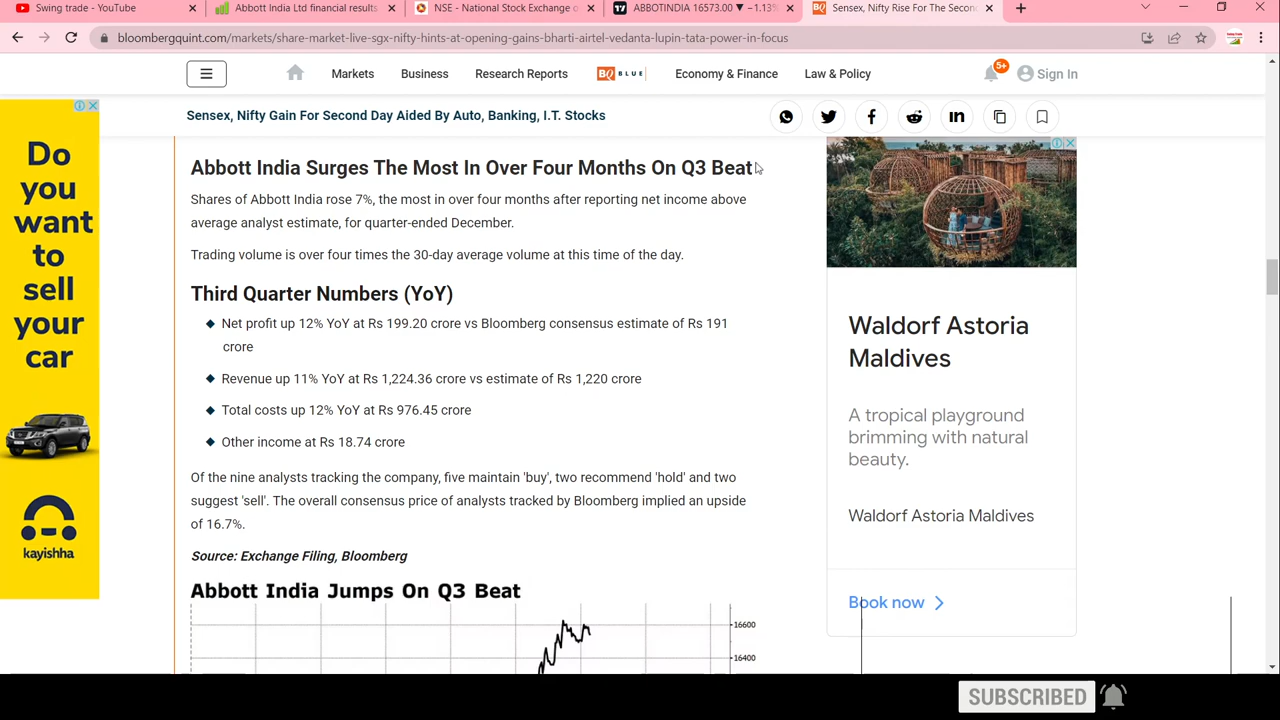 Swing trade - YouTube
Abbott India Ltd financial results
NSE - National Stock Exchange o
ABBOTINDIA 16573.00 ▼ −1.13%
BQ Sensex, Nifty Rise For The Secon
bloombergquint.com/markets/share-market-live-sgx-nifty-hints-at-opening-gains-bharti-airtel-vedanta-lupin-tata-power-in-focus
Markets Business Research Reports BQ BLUE Economy & Finance Law & Policy 5+ Sign In
Sensex, Nifty Gain For Second Day Aided By Auto, Banking, I.T. Stocks
Do
you
want
to
sell
your
car
kayishha
Abbott India Surges The Most In Over Four Months On Q3 Beat
Shares of Abbott India rose 7%, the most in over four months after reporting net income above
average analyst estimate, for quarter-ended December.
Trading volume is over four times the 30-day average volume at this time of the day.
Third Quarter Numbers (YoY)
Net profit up 12% YoY at Rs 199.20 crore vs Bloomberg consensus estimate of Rs 191
crore
Revenue up 11% YoY at Rs 1,224.36 crore vs estimate of Rs 1,220 crore
Total costs up 12% YoY at Rs 976.45 crore
Other income at Rs 18.74 crore
Of the nine analysts tracking the company, five maintain 'buy', two recommend 'hold' and two
suggest 'sell'. The overall consensus price of analysts tracked by Bloomberg implied an upside
of 16.7%.
Source: Exchange Filing, Bloomberg
Abbott India Jumps On Q3 Beat
16600
16400
Waldorf Astoria
Maldives
A tropical playground
brimming with natural
beauty.
Waldorf Astoria Maldives
Book now
SUBSCRIBED